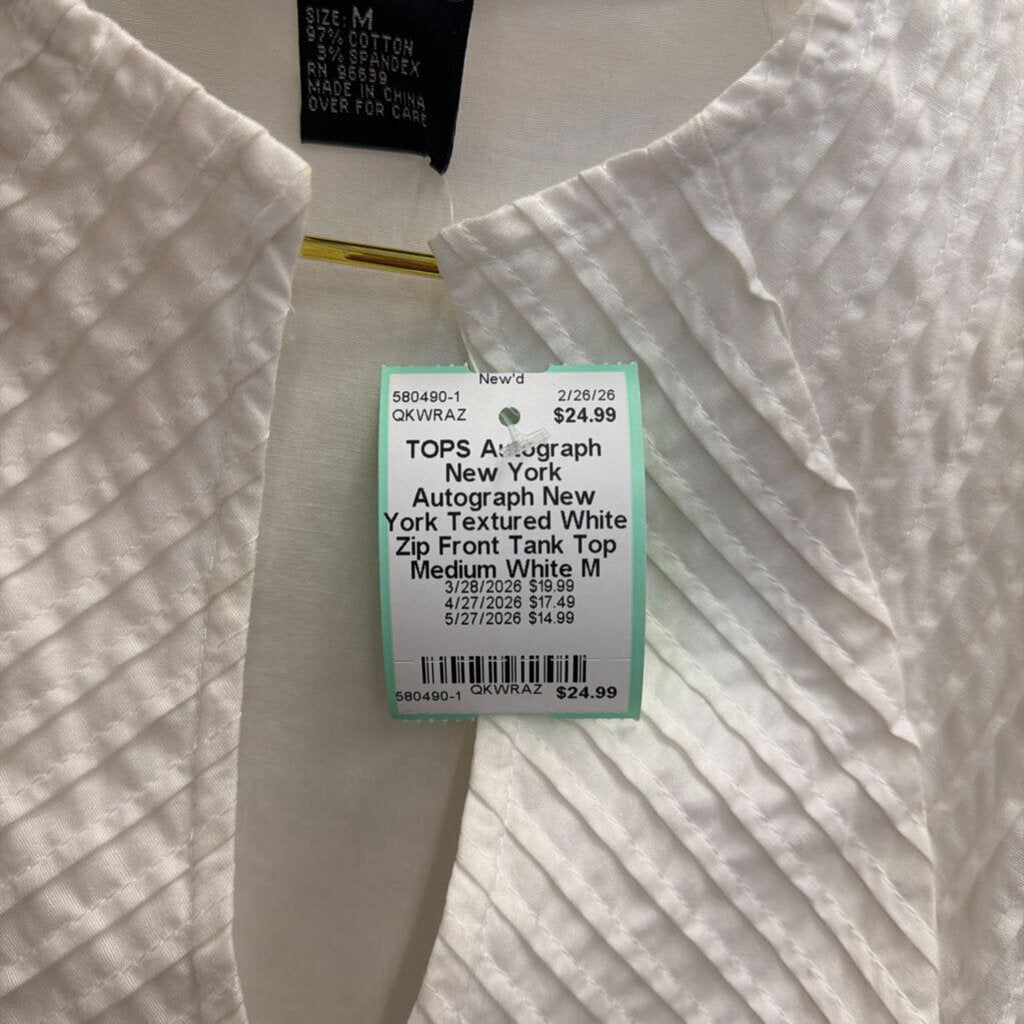 SIZE: M
97% COTTON
3% SPANDEX
RN 96639
MADE IN CHINA
OVER FOR CARE
New'd
580490-1 2/26/26
QKWRAZ $24.99
TOPS Autograph
New York
Autograph New
York Textured White
Zip Front Tank Top
Medium White M
3/28/2026 $19.99
4/27/2026 $17.49
5/27/2026 $14.99
580490-1 QKWRAZ $24.99